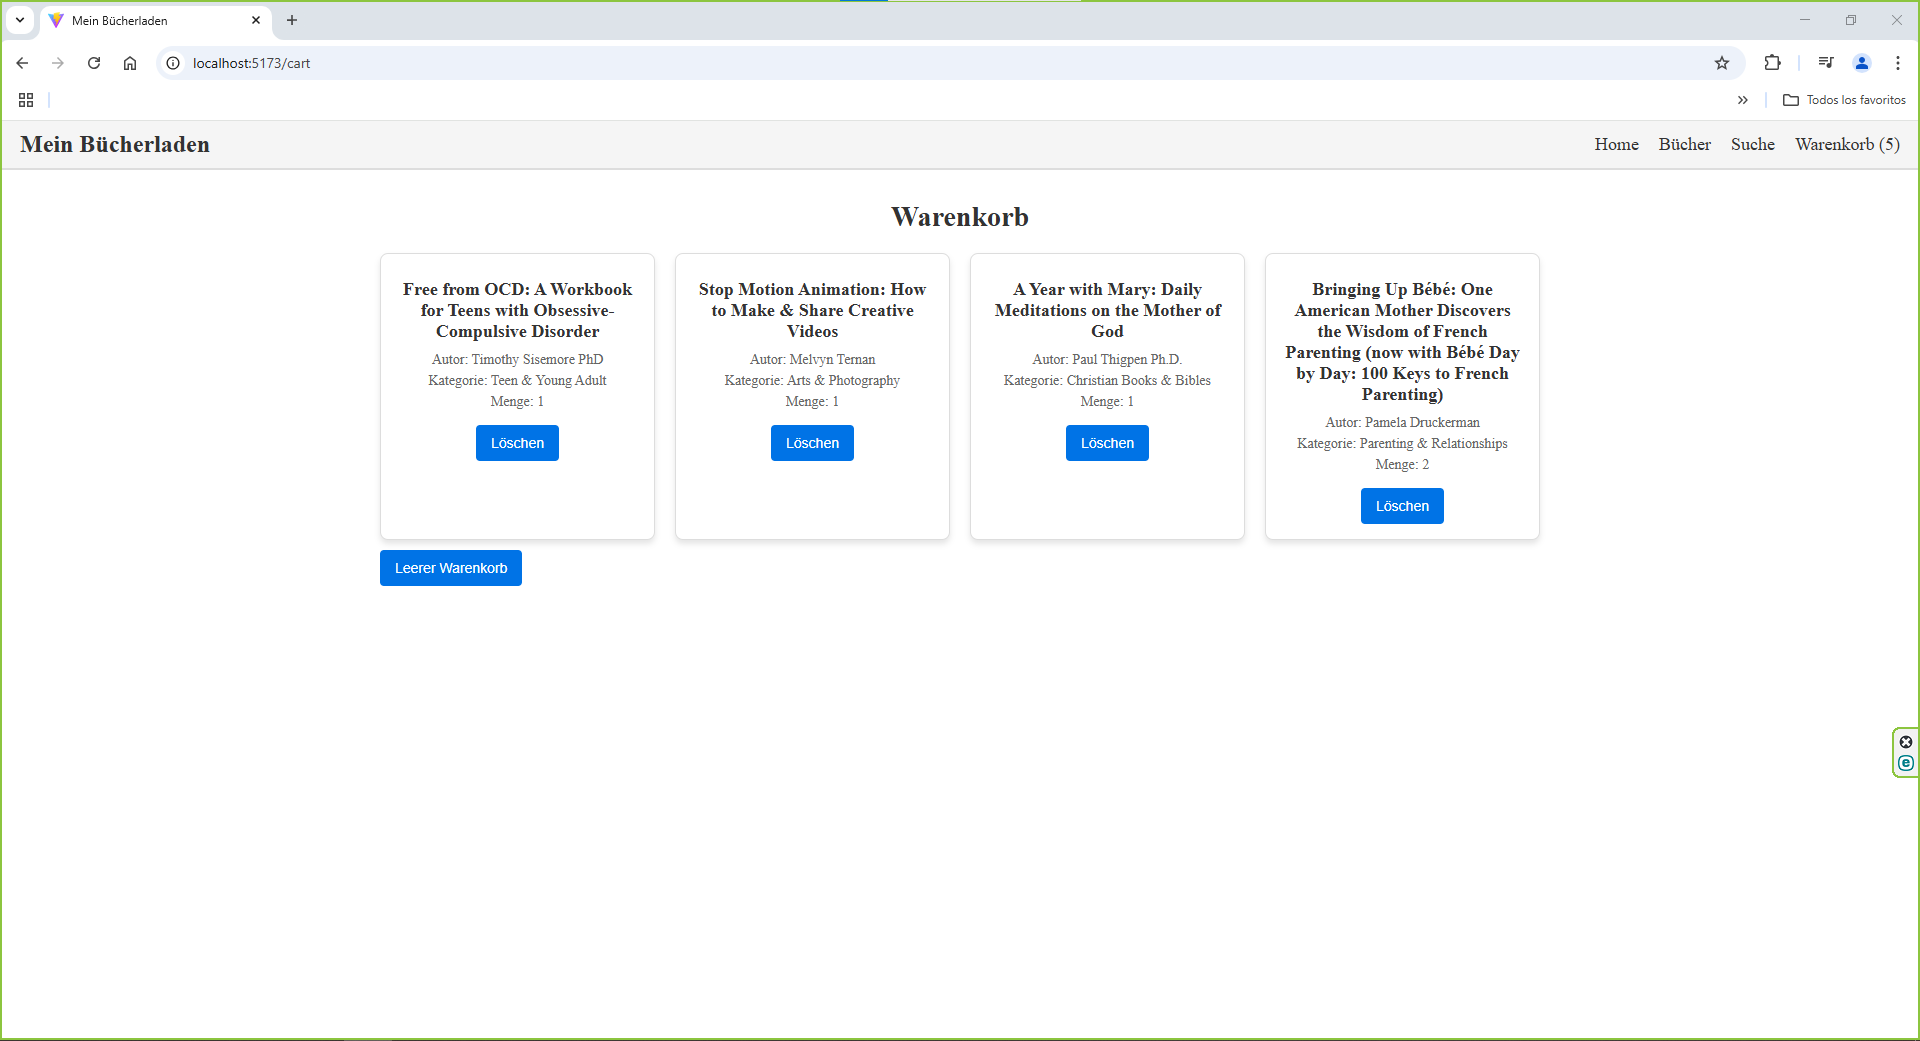 Mein Bücherladen
localhost:5173/cart
Todos los favoritos
Mein Bücherladen
Home Bücher Suche Warenkorb (5)
Warenkorb
Free from OCD: A Workbook
for Teens with Obsessive-
Compulsive Disorder
Autor: Timothy Sisemore PhD
Kategorie: Teen & Young Adult
Menge: 1
Löschen
Stop Motion Animation: How
to Make & Share Creative
Videos
Autor: Melvyn Ternan
Kategorie: Arts & Photography
Menge: 1
Löschen
A Year with Mary: Daily
Meditations on the Mother of
God
Autor: Paul Thigpen Ph.D.
Kategorie: Christian Books & Bibles
Menge: 1
Löschen
Bringing Up Bébé: One
American Mother Discovers
the Wisdom of French
Parenting (now with Bébé Day
by Day: 100 Keys to French
Parenting)
Autor: Pamela Druckerman
Kategorie: Parenting & Relationships
Menge: 2
Löschen
Leerer Warenkorb